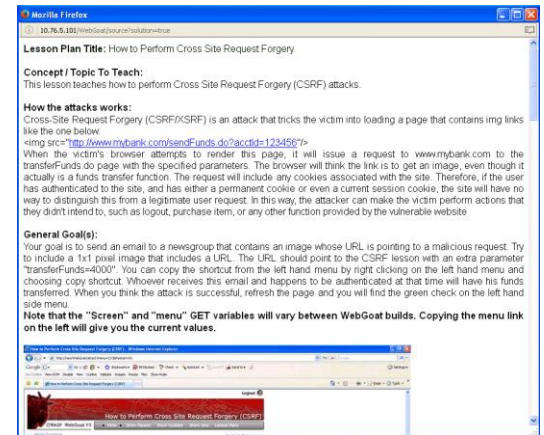 Mozilla Firefox
10.76.5.101/WebGoat/source?solution=true
Lesson Plan Title: How to Perform Cross Site Request Forgery.
Concept / Topic To Teach:
This lesson teaches how to perform Cross Site Request Forgery (CSRF) attacks.
How the attacks works:
Cross-Site Request Forgery (CSRF/XSRF) is an attack that tricks the victim into loading a page that contains img links
like the one below:
<img src="http://www.mybank.com/sendFunds.do?acctId=123456"/>
When the victim's browser attempts to render this page, it will issue a request to www.mybank.com to the
transferFunds.do page with the specified parameters. The browser will think the link is to get an image, even though it
actually is a funds transfer function. The request will include any cookies associated with the site. Therefore, if the user
has authenticated to the site, and has either a permanent cookie or even a current session cookie, the site will have no
way to distinguish this from a legitimate user request. In this way, the attacker can make the victim perform actions that
they didn't intend to, such as logout, purchase item, or any other function provided by the vulnerable website
General Goal(s):
Your goal is to send an email to a newsgroup that contains an image whose URL is pointing to a malicious request. Try
to include a 1x1 pixel image that includes a URL. The URL should point to the CSRF lesson with an extra parameter
"transferFunds=4000". You can copy the shortcut from the left hand menu by right clicking on the left hand menu and
choosing copy shortcut. Whoever receives this email and happens to be authenticated at that time will have his funds
transferred. When you think the attack is successful, refresh the page and you will find the green check on the left hand
side menu.
Note that the "Screen" and "menu" GET variables will vary between WebGoat builds. Copying the menu link
on the left will give you the current values.
How to Perform Cross Site Request Forgery (CSRF) - Windows Internet Explorer
Logout
How to Perform Cross Site Request Forgery (CSRF)
OWASP WebGoat V5